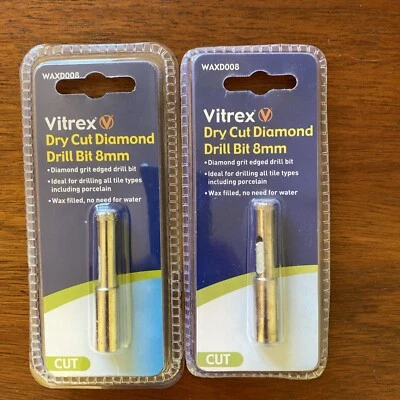 WAXD008
Vitrex
Dry Cut Diamond
Drill Bit 8mm
• Diamond grit edged drill bit
• Ideal for drilling all tile types
including porcelain
• Wax filled, no need for water
CUT
WAXD008
Vitrex
Dry Cut Diamond
Drill Bit 8mm
• Diamond grit edged drill bit
• Ideal for drilling all tile types
including porcelain
• Wax filled, no need for water
CUT